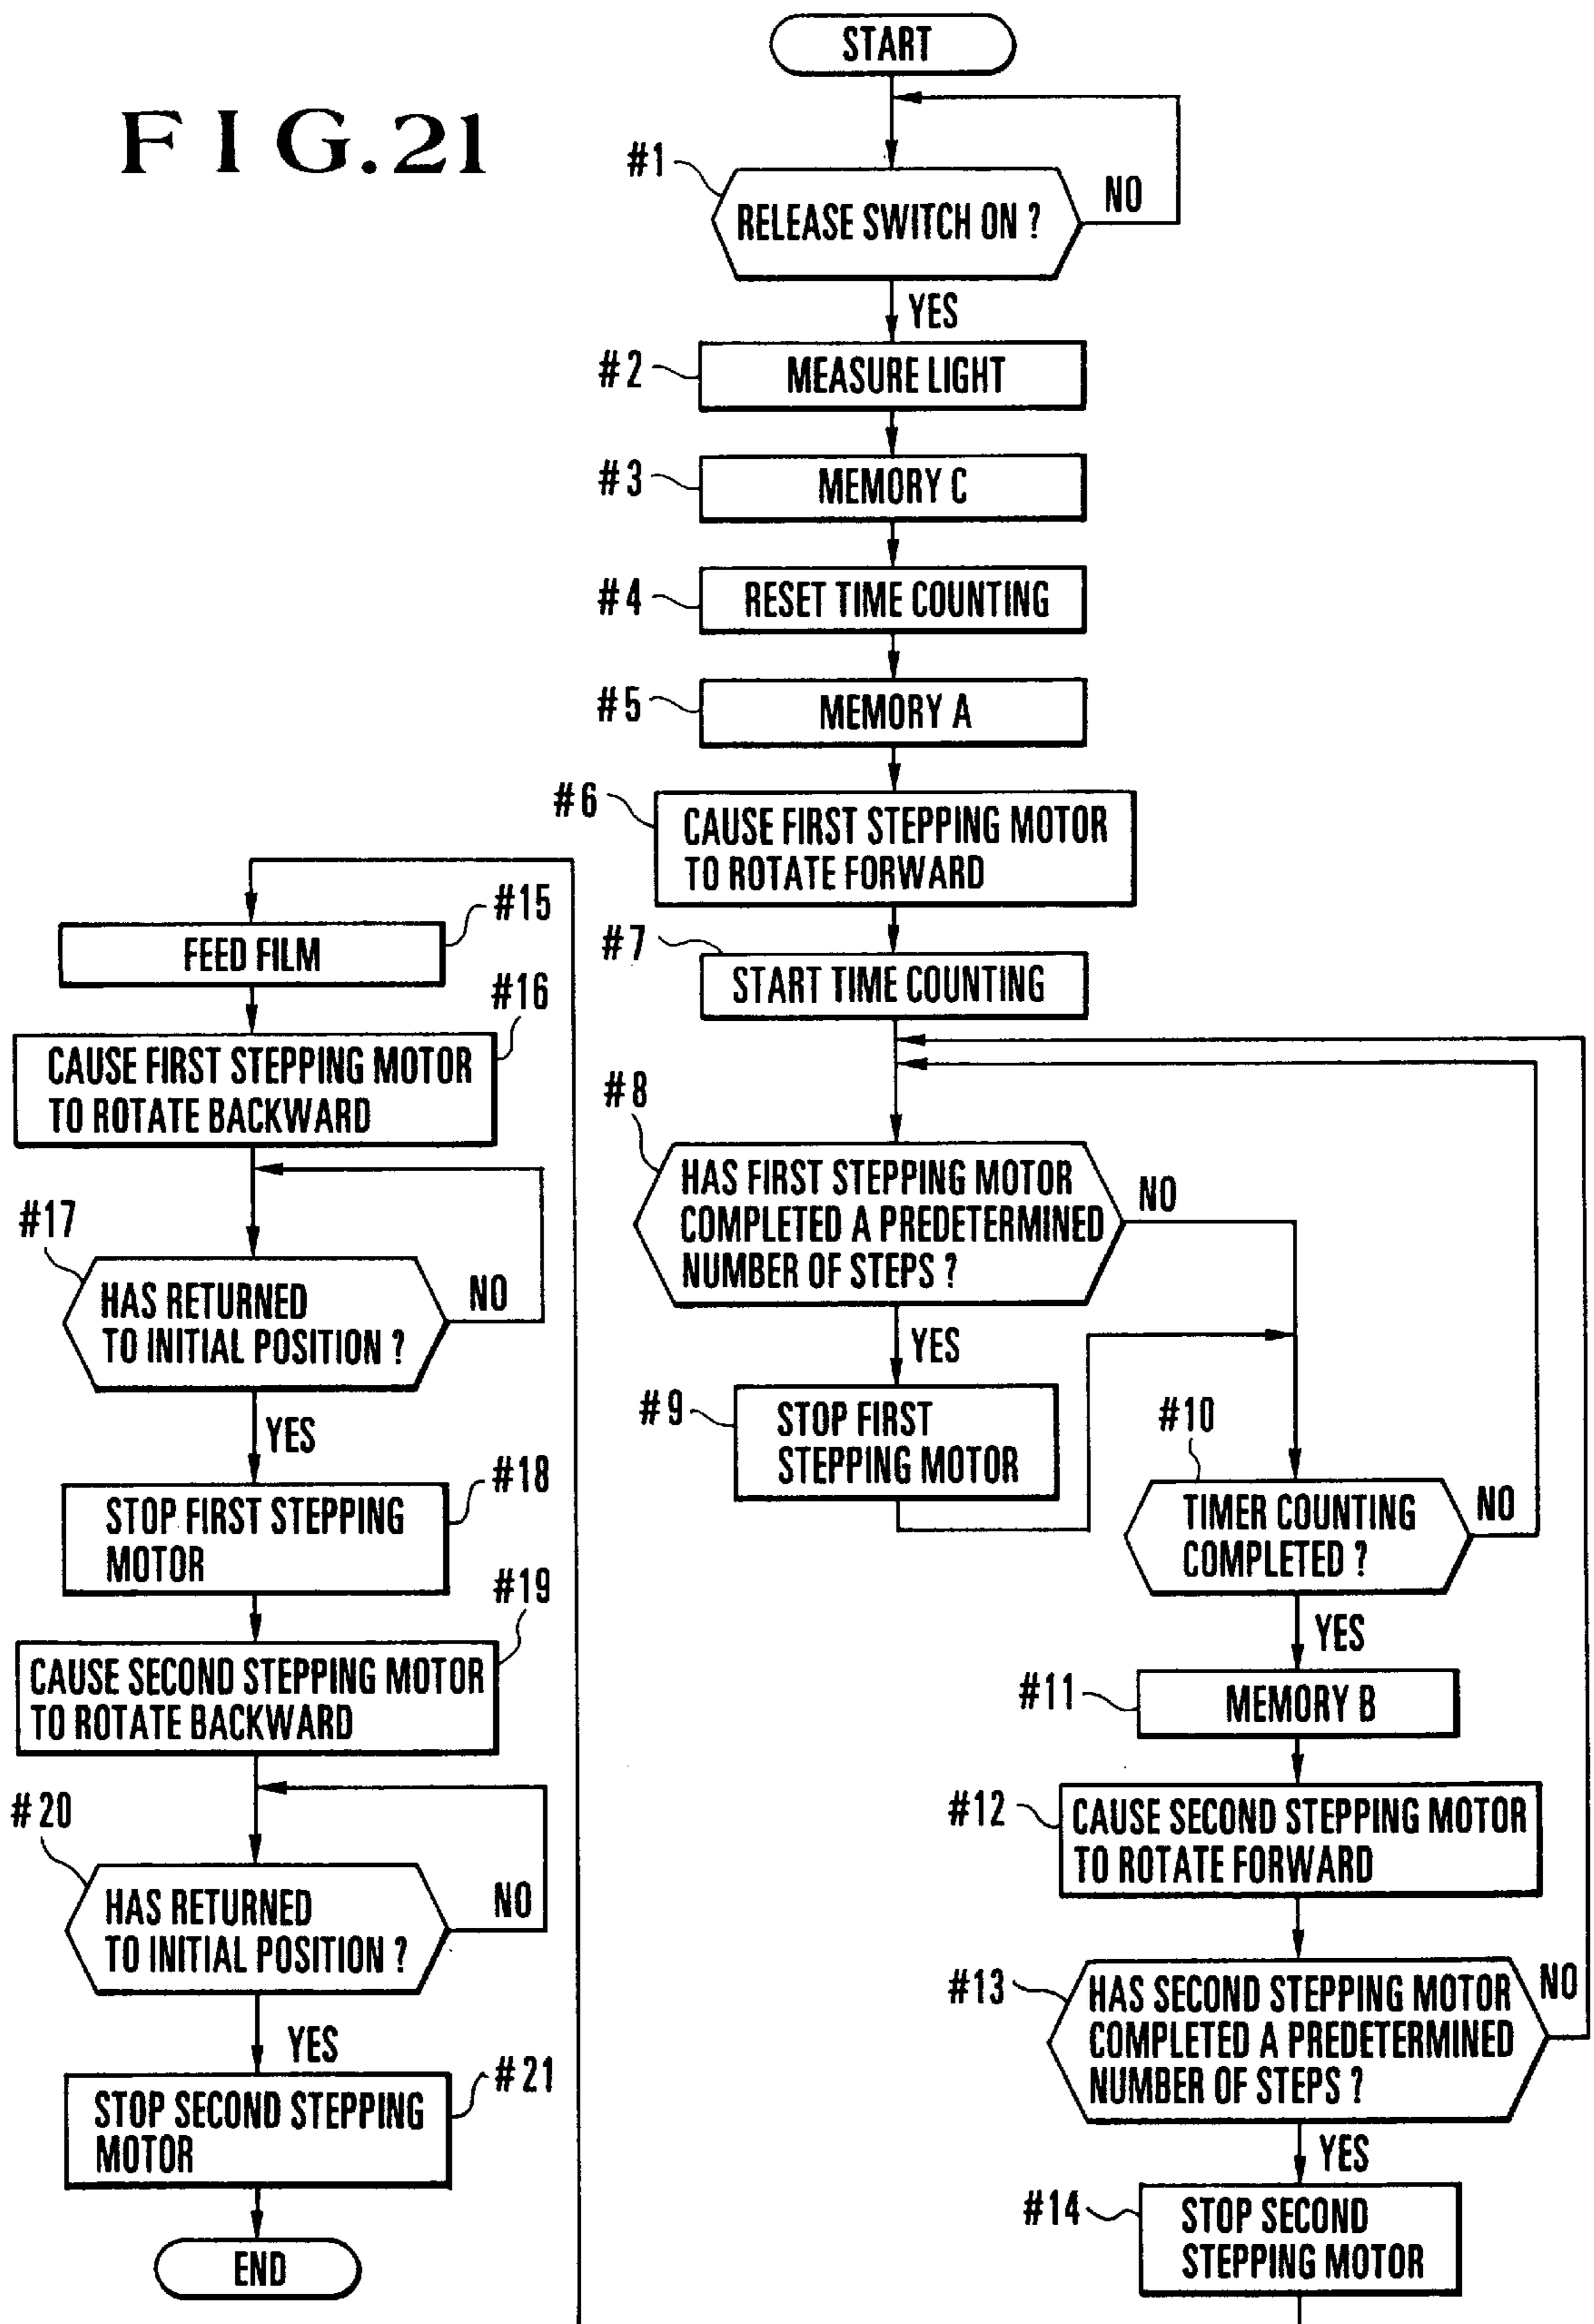 FIG.21
START
#1
RELEASE SWITCH ON ?
NO
YES
#2
MEASURE LIGHT
#3
MEMORY C
#4
RESET TIME COUNTING
#5
MEMORY A
#6
CAUSE FIRST STEPPING MOTOR
TO ROTATE FORWARD
#7
START TIME COUNTING
#8
HAS FIRST STEPPING MOTOR
COMPLETED A PREDETERMINED
NUMBER OF STEPS ?
NO
YES
#9
STOP FIRST
STEPPING MOTOR
#10
TIMER COUNTING
COMPLETED ?
NO
YES
#11
MEMORY B
#12
CAUSE SECOND STEPPING MOTOR
TO ROTATE FORWARD
#13
HAS SECOND STEPPING MOTOR
COMPLETED A PREDETERMINED
NUMBER OF STEPS ?
NO
YES
#14
STOP SECOND
STEPPING MOTOR
#15
FEED FILM
#16
CAUSE FIRST STEPPING MOTOR
TO ROTATE BACKWARD
#17
HAS RETURNED
TO INITIAL POSITION ?
NO
YES
#18
STOP FIRST STEPPING
MOTOR
#19
CAUSE SECOND STEPPING MOTOR
TO ROTATE BACKWARD
#20
HAS RETURNED
TO INITIAL POSITION ?
NO
YES
#21
STOP SECOND STEPPING
MOTOR
END